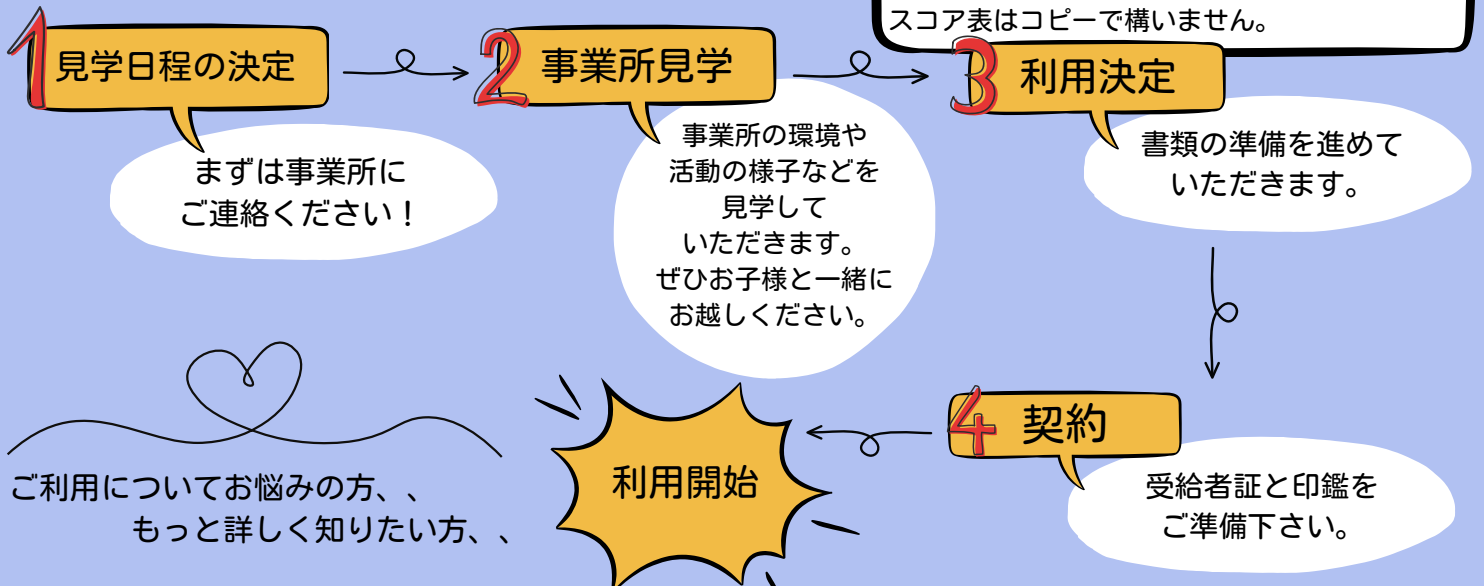 スコア表はコピーで構いません。
1
見学日程の決定
まずは事業所に
ご連絡ください！
2
事業所見学
事業所の環境や
活動の様子などを
見学して
いただきます。
ぜひお子様と一緒に
お越しください。
3
利用決定
書類の準備を進めて
いただきます。
4
契約
受給者証と印鑑を
ご準備下さい。
利用開始
ご利用についてお悩みの方、、
もっと詳しく知りたい方、、